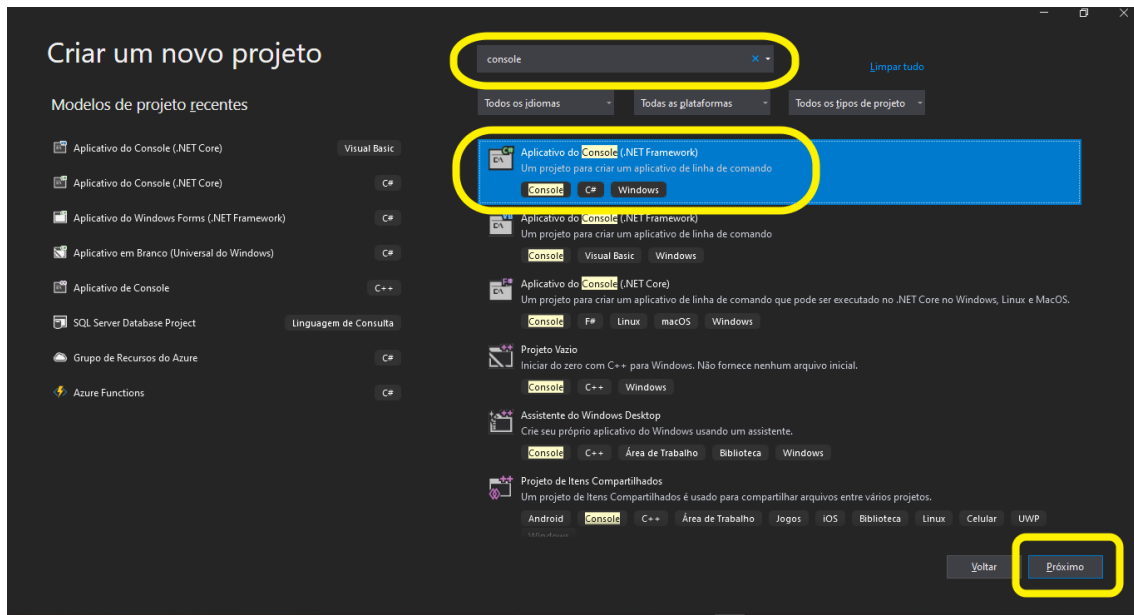 Criar um novo projeto
Modelos de projeto recentes
Aplicativo do Console (.NET Core) Visual Basic
Aplicativo do Console (.NET Core) C#
Aplicativo do Windows Forms (.NET Framework) C#
Aplicativo em Branco (Universal do Windows) C#
Aplicativo de Console C++
SQL Server Database Project Linguagem de Consulta
Grupo de Recursos do Azure C#
Azure Functions C#
console
Limpar tudo
Todos os idiomas Todas as plataformas Todos os tipos de projeto
Aplicativo do Console (.NET Framework)
Um projeto para criar um aplicativo de linha de comando
Console C# Windows
Aplicativo do Console (.NET Framework)
Um projeto para criar um aplicativo de linha de comando
Console Visual Basic Windows
Aplicativo do Console (.NET Core)
Um projeto para criar um aplicativo de linha de comando que pode ser executado no .NET Core no Windows, Linux e MacOS.
Console F# Linux macOS Windows
Projeto Vazio
Iniciar do zero com C++ para Windows. Não fornece nenhum arquivo inicial.
Console C++ Windows
Assistente do Windows Desktop
Crie seu próprio aplicativo do Windows usando um assistente.
Console C++ Área de Trabalho Biblioteca Windows
Projeto de Itens Compartilhados
Um projeto de Itens Compartilhados é usado para compartilhar arquivos entre vários projetos.
Android Console C++ Área de Trabalho Jogos iOS Biblioteca Linux Celular UWP
Windows
Voltar Próximo